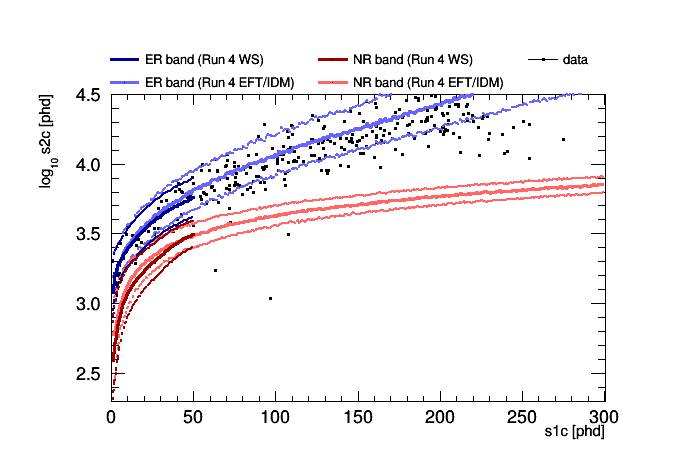 ER band (Run 4 WS) NR band (Run 4 WS) data
ER band (Run 4 EFT/IDM) NR band (Run 4 EFT/IDM)
log10 s2c [phd]
4.5
4.0
3.5
3.0
2.5
0 50 100 150 200 250 300
s1c [phd]